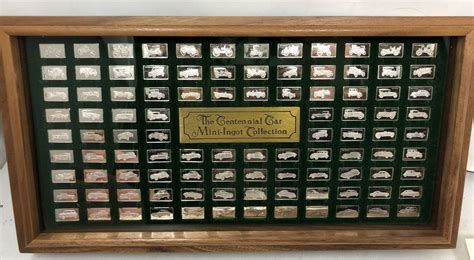 The Centennial Car
Mini-Ingot Collection